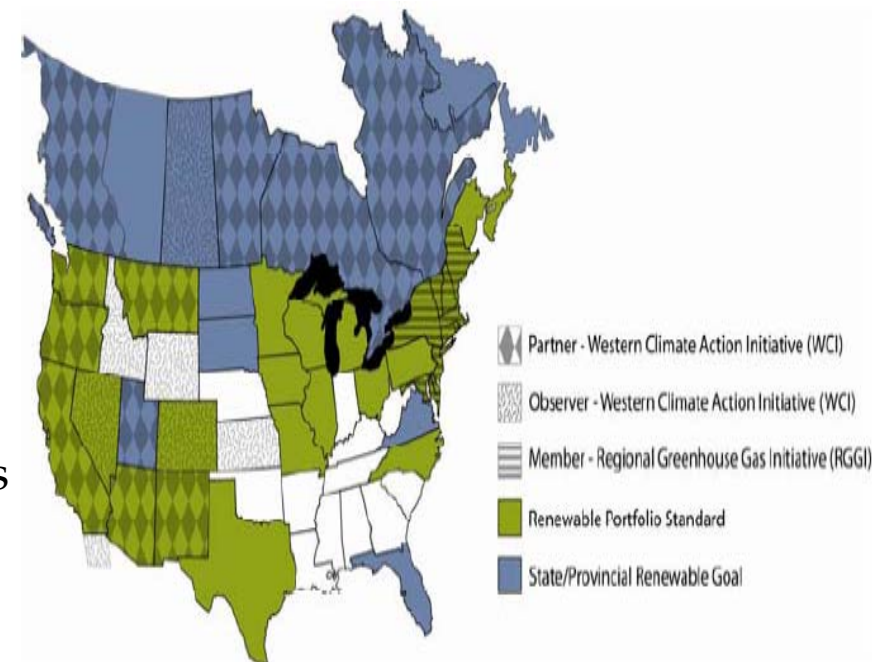 Partner - Western Climate Action Initiative (WCI)
Observer - Western Climate Action Initiative (WCI)
Member - Regional Greenhouse Gas Initiative (RGGI)
s
Renewable Portfolio Standard
State/Provincial Renewable Goal